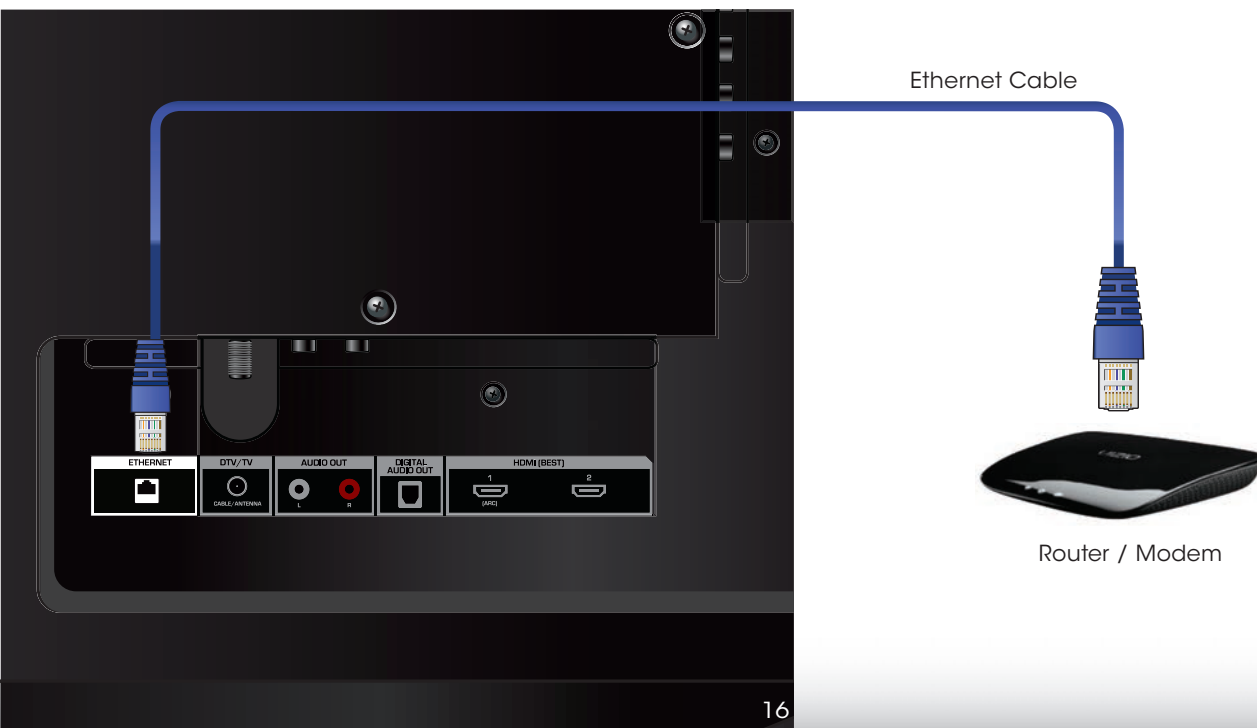 Ethernet Cable
ETHERNET
DTV/TV
CABLE/ANTENNA
AUDIO OUT
L
R
DIGITAL
AUDIO OUT
HDMI (BEST)
1
(ARC)
2
VIZIO
Router / Modem
16